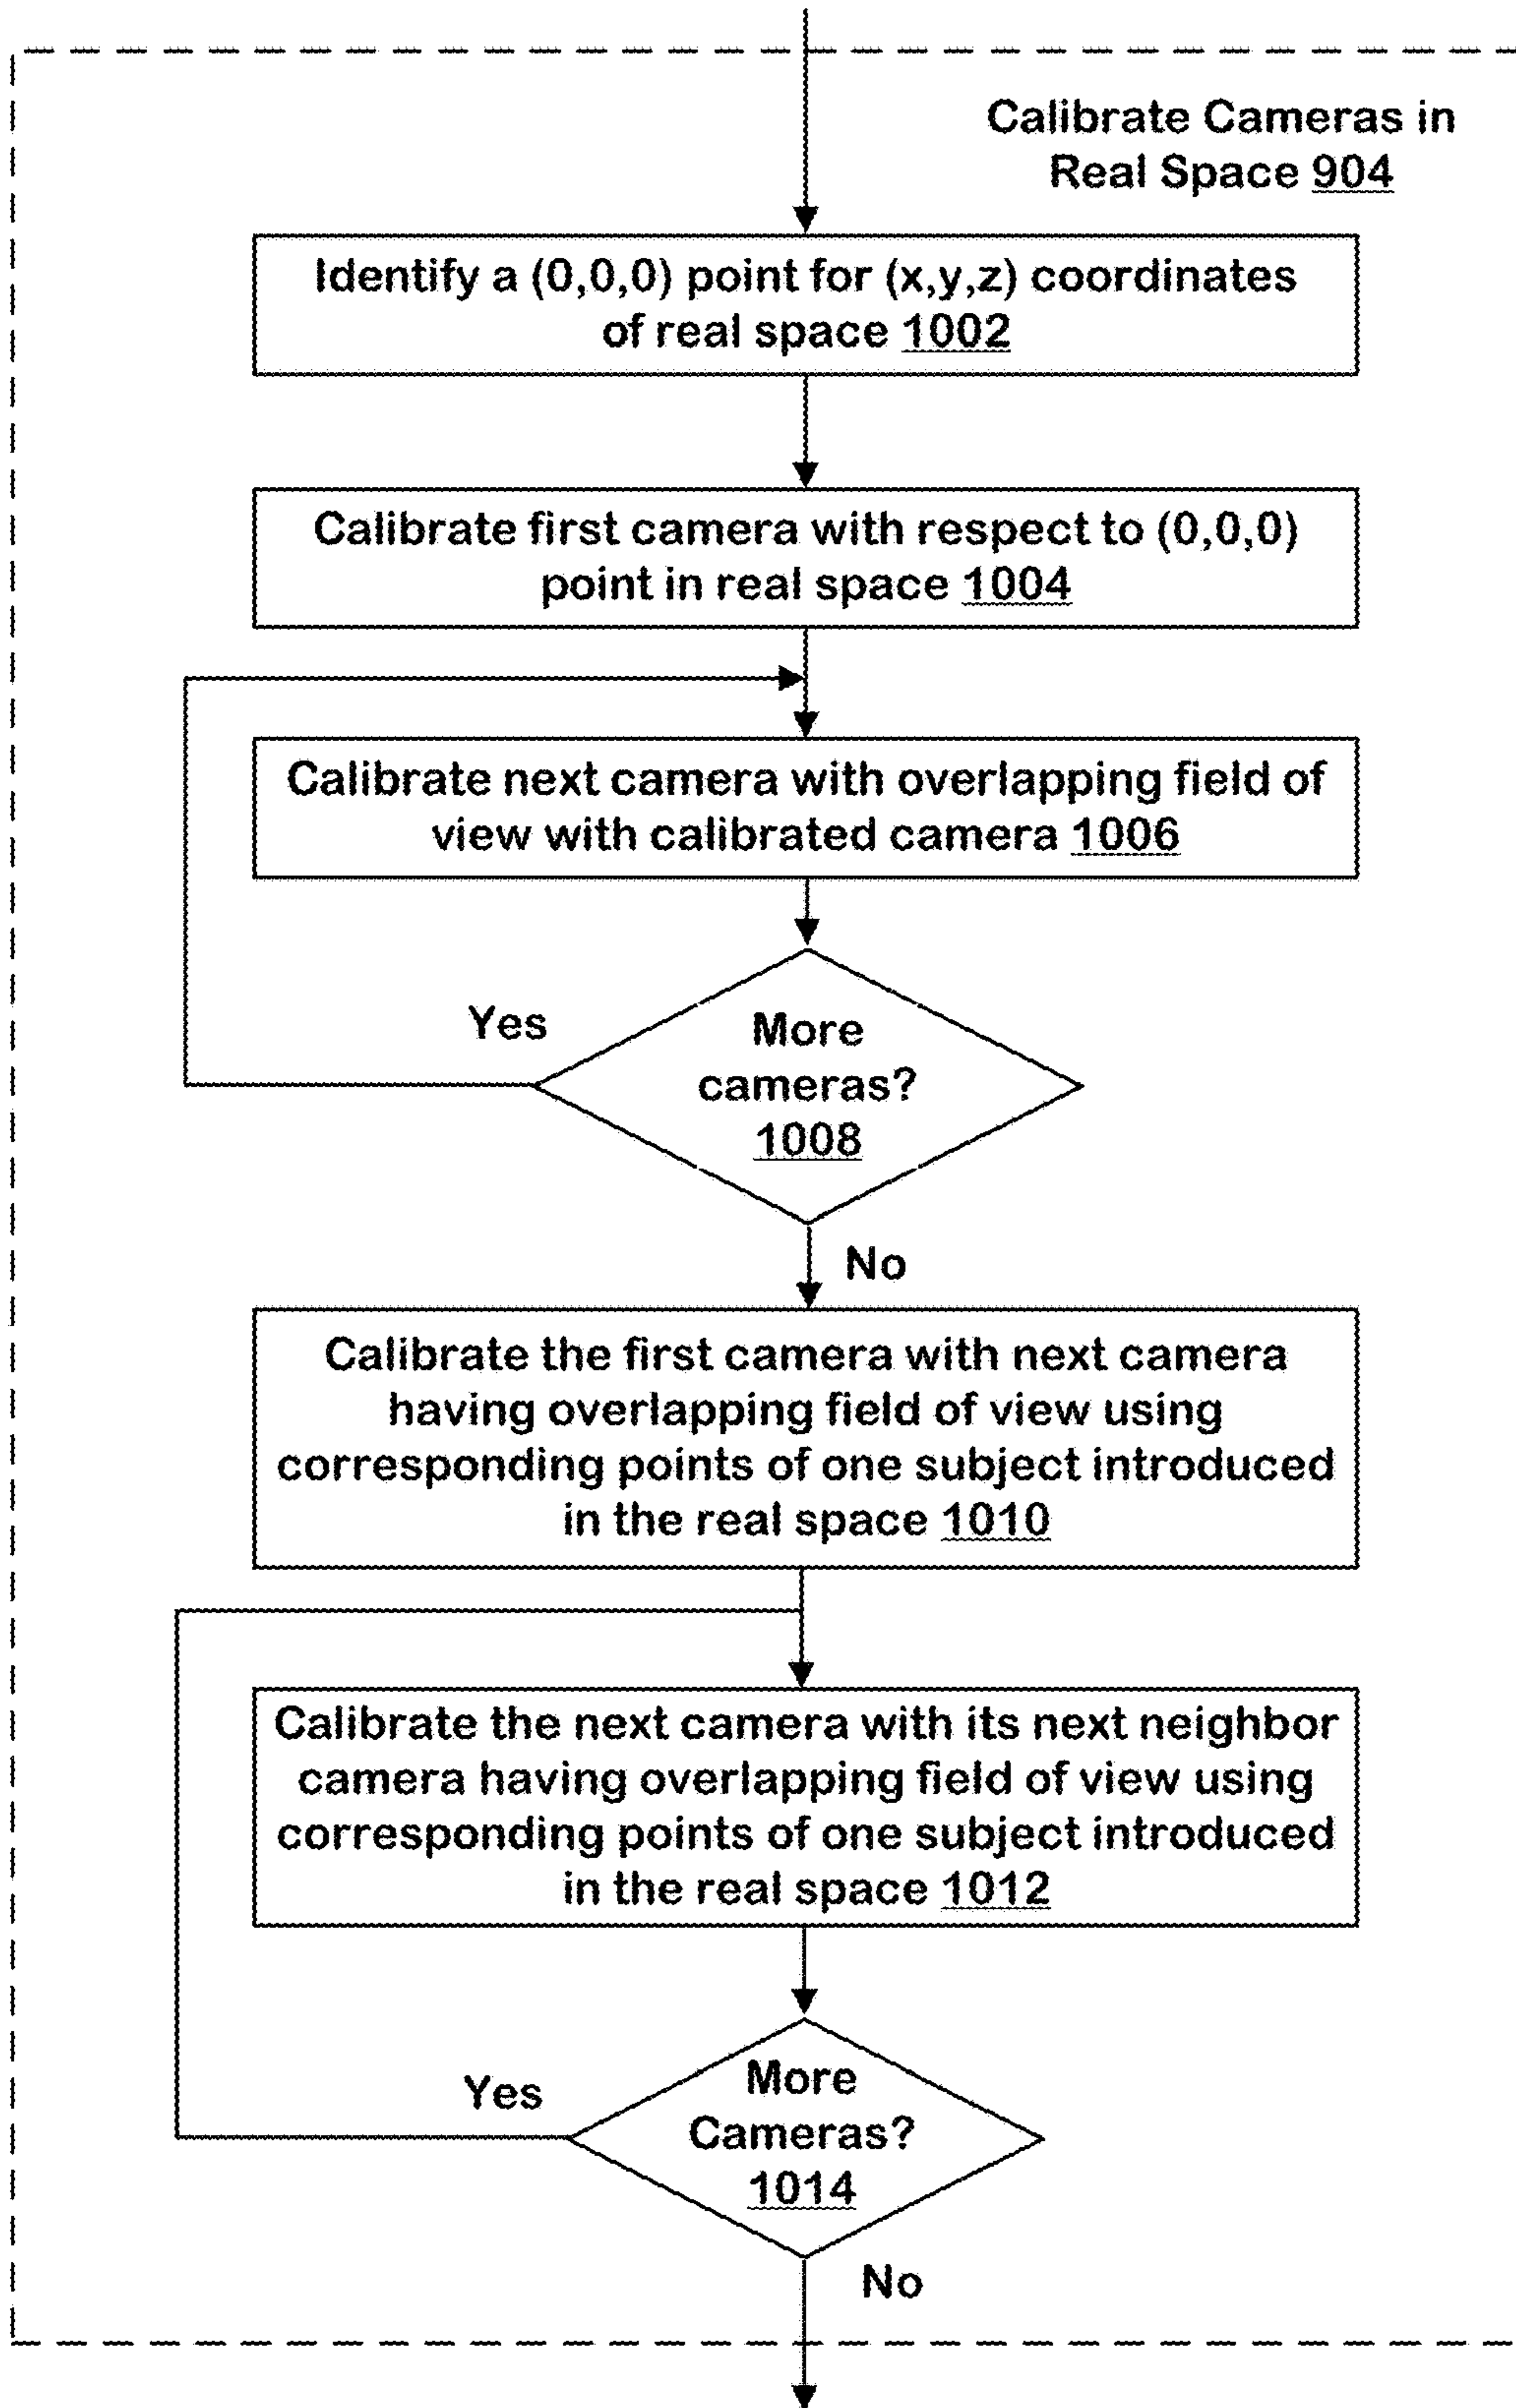 Calibrate Cameras in
Real Space 904
Identify a (0,0,0) point for (x,y,z) coordinates
of real space 1002
Calibrate first camera with respect to (0,0,0)
point in real space 1004
Calibrate next camera with overlapping field of
view with calibrated camera 1006
Yes
More
cameras?
1008
No
Calibrate the first camera with next camera
having overlapping field of view using
corresponding points of one subject introduced
in the real space 1010
Calibrate the next camera with its next neighbor
camera having overlapping field of view using
corresponding points of one subject introduced
in the real space 1012
Yes
More
Cameras?
1014
No